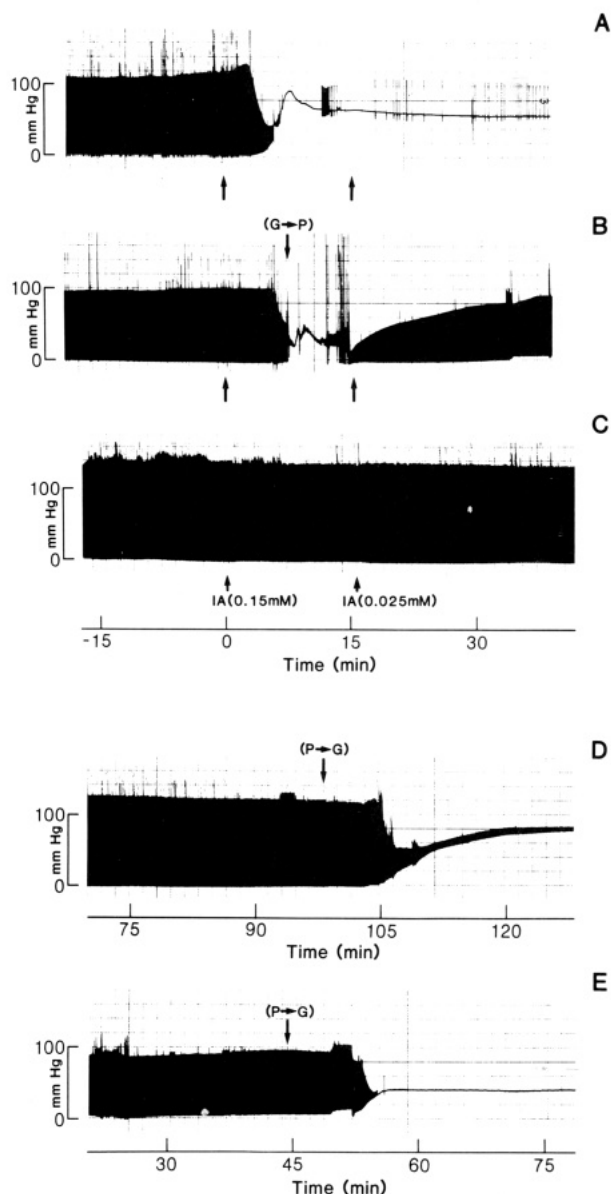 A
100
0
mm Hg
(G→P)
B
100
0
mm Hg
C
100
0
mm Hg
IA(0.15mM) IA(0.025mM)
-15 0 15 30
Time (min)
D
(P→G)
100
0
mm Hg
75 90 105 120
Time (min)
E
(P→G)
100
0
mm Hg
30 45 60 75
Time (min)